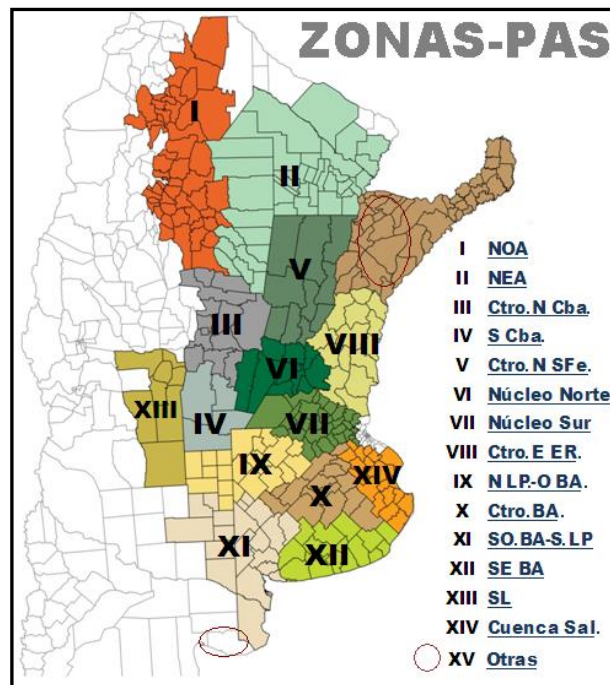 ZONAS-PAS
I
II
V
III
VIII
VI
XIII
IV
VII
IX
XIV
X
XI
XII
I NOA
II NEA
III Ctro.N Cba.
IV S Cba.
V Ctro.N SFe.
VI Núcleo Norte
VII Núcleo Sur
VIII Ctro.E ER.
IX N LP-O BA.
X Ctro.BA.
XI SO.BA-S.LP
XII SE BA
XIII SL
XIV Cuenca Sal.
XV Otras